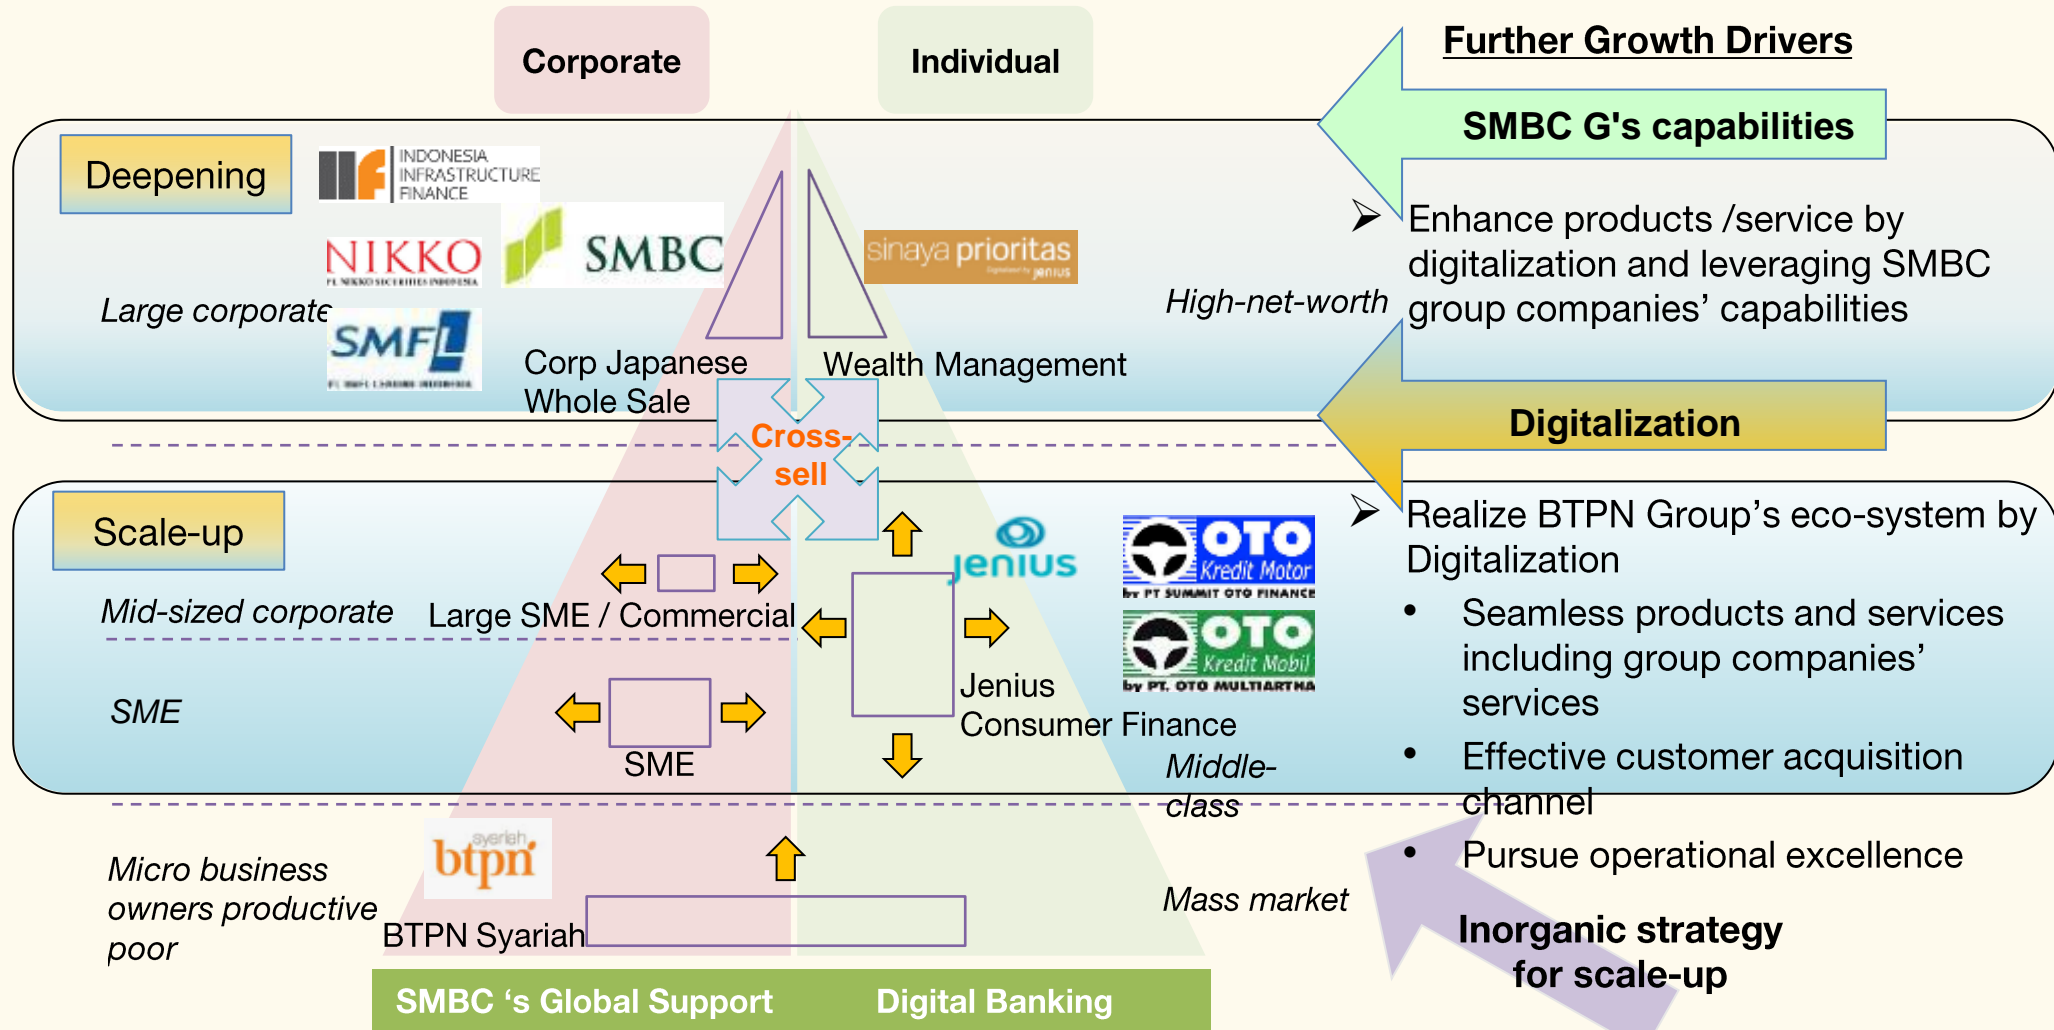 Corporate
Individual
Further Growth Drivers
SMBC G's capabilities
Deepening
INDONESIA
INFRASTRUCTURE
FINANCE
NIKKO
PT. NIKKO SECURITIES INDONESIA
SMBC
sinaya prioritas
jenius
Large corporate
SMFL
High-net-worth
Enhance products /service by
digitalization and leveraging SMBC
group companies’ capabilities
Corp Japanese
Whole Sale
Wealth Management
Cross-
sell
Digitalization
Scale-up
jenius
OTO
Kredit Motor
by PT SUMMIT OTO FINANCE
OTO
Kredit Mobil
by PT. OTO MULTIARTHA
Realize BTPN Group’s eco-system by
Digitalization
• Seamless products and services
including group companies’
services
• Effective customer acquisition
channel
• Pursue operational excellence
Mid-sized corporate
Large SME / Commercial
SME
SME
Jenius
Consumer Finance
Middle-
class
syariah
btpn
Micro business
owners productive
poor
BTPN Syariah
Mass market
Inorganic strategy
for scale-up
SMBC ‘s Global Support
Digital Banking